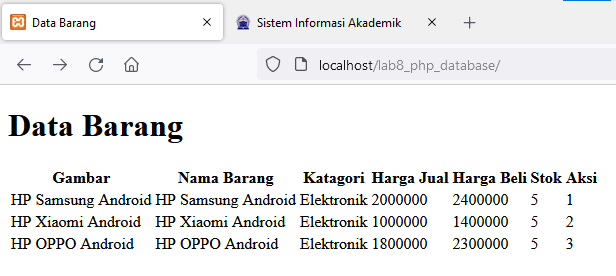 Data Barang
Sistem Informasi Akademik
localhost/lab8_php_database/
Data Barang
Gambar Nama Barang Katagori Harga Jual Harga Beli Stok Aksi
HP Samsung Android HP Samsung Android Elektronik 2000000 2400000 5 1
HP Xiaomi Android HP Xiaomi Android Elektronik 1000000 1400000 5 2
HP OPPO Android HP OPPO Android Elektronik 1800000 2300000 5 3